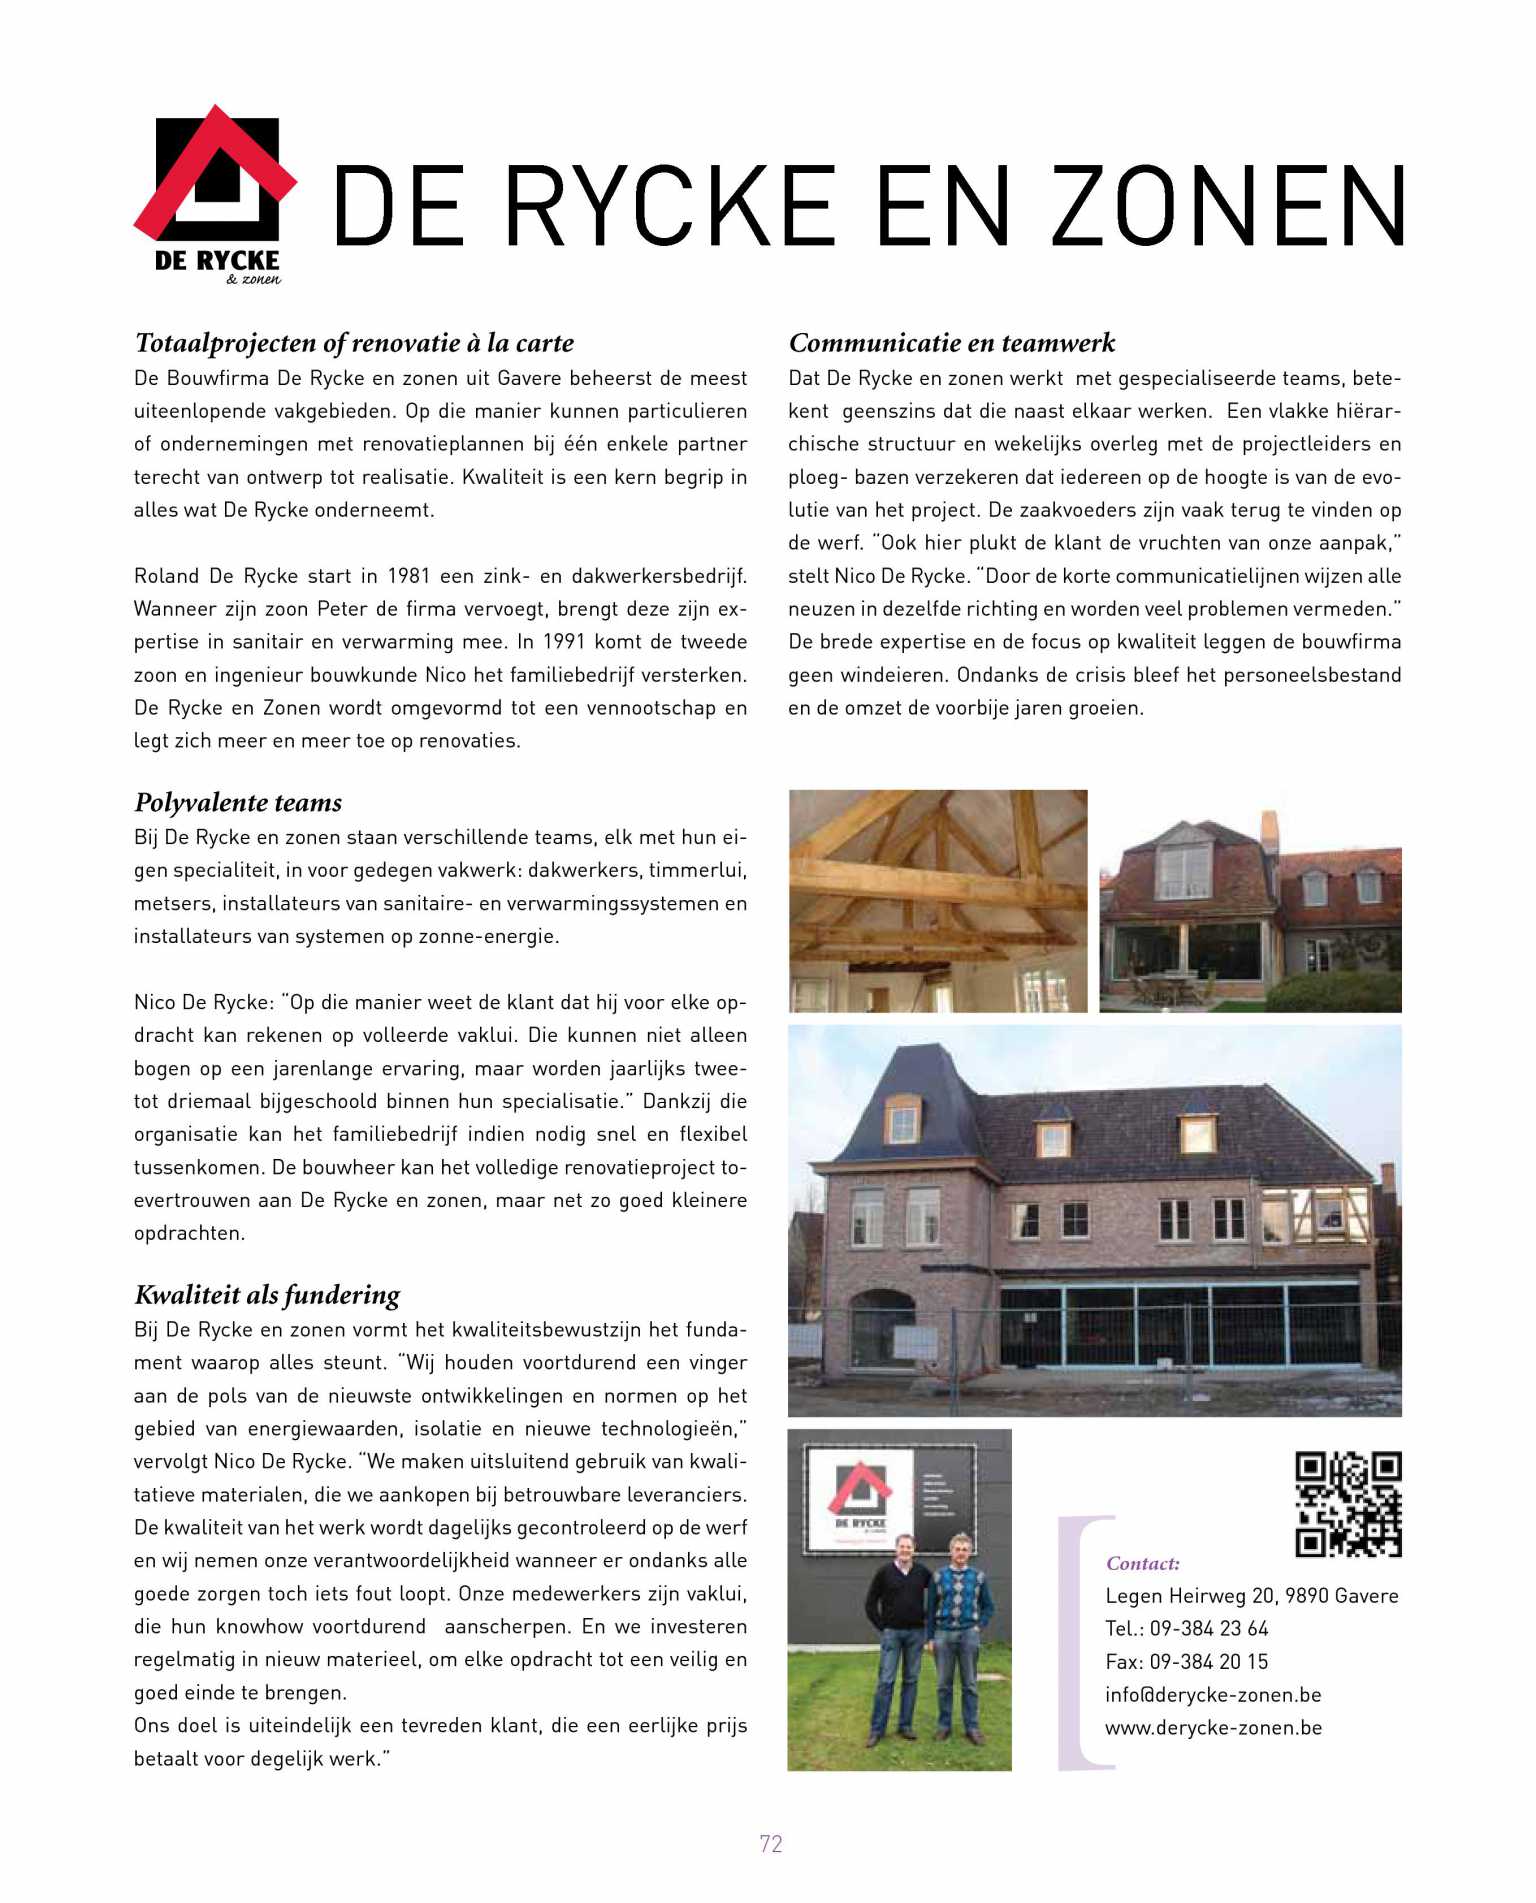 DE RYCKE
& zonen
DE RYCKE EN ZONEN
Totaalprojecten of renovatie à la carte
De Bouwfirma De Rycke en zonen uit Gavere beheerst de meest
uiteenlopende vakgebieden. Op die manier kunnen particulieren
of ondernemingen met renovatieplannen bij één enkele partner
terecht van ontwerp tot realisatie. Kwaliteit is een kern begrip in
alles wat De Rycke onderneemt.
Roland De Rycke start in 1981 een zink- en dakwerkersbedrijf.
Wanneer zijn zoon Peter de firma vervoegt, brengt deze zijn ex-
pertise in sanitair en verwarming mee. In 1991 komt de tweede
zoon en ingenieur bouwkunde Nico het familiebedrijf versterken.
De Rycke en Zonen wordt omgevormd tot een vennootschap en
legt zich meer en meer toe op renovaties.
Polyvalente teams
Bij De Rycke en zonen staan verschillende teams, elk met hun ei-
gen specialiteit, in voor gedegen vakwerk: dakwerkers, timmerlui,
metsers, installateurs van sanitaire- en verwarmingssystemen en
installateurs van systemen op zonne-energie.
Nico De Rycke: “Op die manier weet de klant dat hij voor elke op-
dracht kan rekenen op volleerde vaklui. Die kunnen niet alleen
bogen op een jarenlange ervaring, maar worden jaarlijks twee-
tot driemaal bijgeschoold binnen hun specialisatie.” Dankzij die
organisatie kan het familiebedrijf indien nodig snel en flexibel
tussenkomen. De bouwheer kan het volledige renovatieproject to-
evertrouwen aan De Rycke en zonen, maar net zo goed kleinere
opdrachten.
Kwaliteit als fundering
Bij De Rycke en zonen vormt het kwaliteitsbewustzijn het funda-
ment waarop alles steunt. “Wij houden voortdurend een vinger
aan de pols van de nieuwste ontwikkelingen en normen op het
gebied van energiewaarden, isolatie en nieuwe technologieën,”
vervolgt Nico De Rycke. “We maken uitsluitend gebruik van kwali-
tatieve materialen, die we aankopen bij betrouwbare leveranciers.
De kwaliteit van het werk wordt dagelijks gecontroleerd op de werf
en wij nemen onze verantwoordelijkheid wanneer er ondanks alle
goede zorgen toch iets fout loopt. Onze medewerkers zijn vaklui,
die hun knowhow voortdurend  aanscherpen. En we investeren
regelmatig in nieuw materieel, om elke opdracht tot een veilig en
goed einde te brengen.
Ons doel is uiteindelijk een tevreden klant, die een eerlijke prijs
betaalt voor degelijk werk.”
Communicatie en teamwerk
Dat De Rycke en zonen werkt  met gespecialiseerde teams, bete-
kent  geenszins dat die naast elkaar werken.  Een vlakke hiërar-
chische structuur en wekelijks overleg met de projectleiders en
ploeg- bazen verzekeren dat iedereen op de hoogte is van de evo-
lutie van het project. De zaakvoeders zijn vaak terug te vinden op
de werf. “Ook hier plukt de klant de vruchten van onze aanpak,”
stelt Nico De Rycke. “Door de korte communicatielijnen wijzen alle
neuzen in dezelfde richting en worden veel problemen vermeden.”
De brede expertise en de focus op kwaliteit leggen de bouwfirma
geen windeieren. Ondanks de crisis bleef het personeelsbestand
en de omzet de voorbije jaren groeien.
DE RYCKE
Contact:
Legen Heirweg 20, 9890 Gavere
Tel.: 09-384 23 64
Fax: 09-384 20 15
info@derycke-zonen.be
www.derycke-zonen.be
72